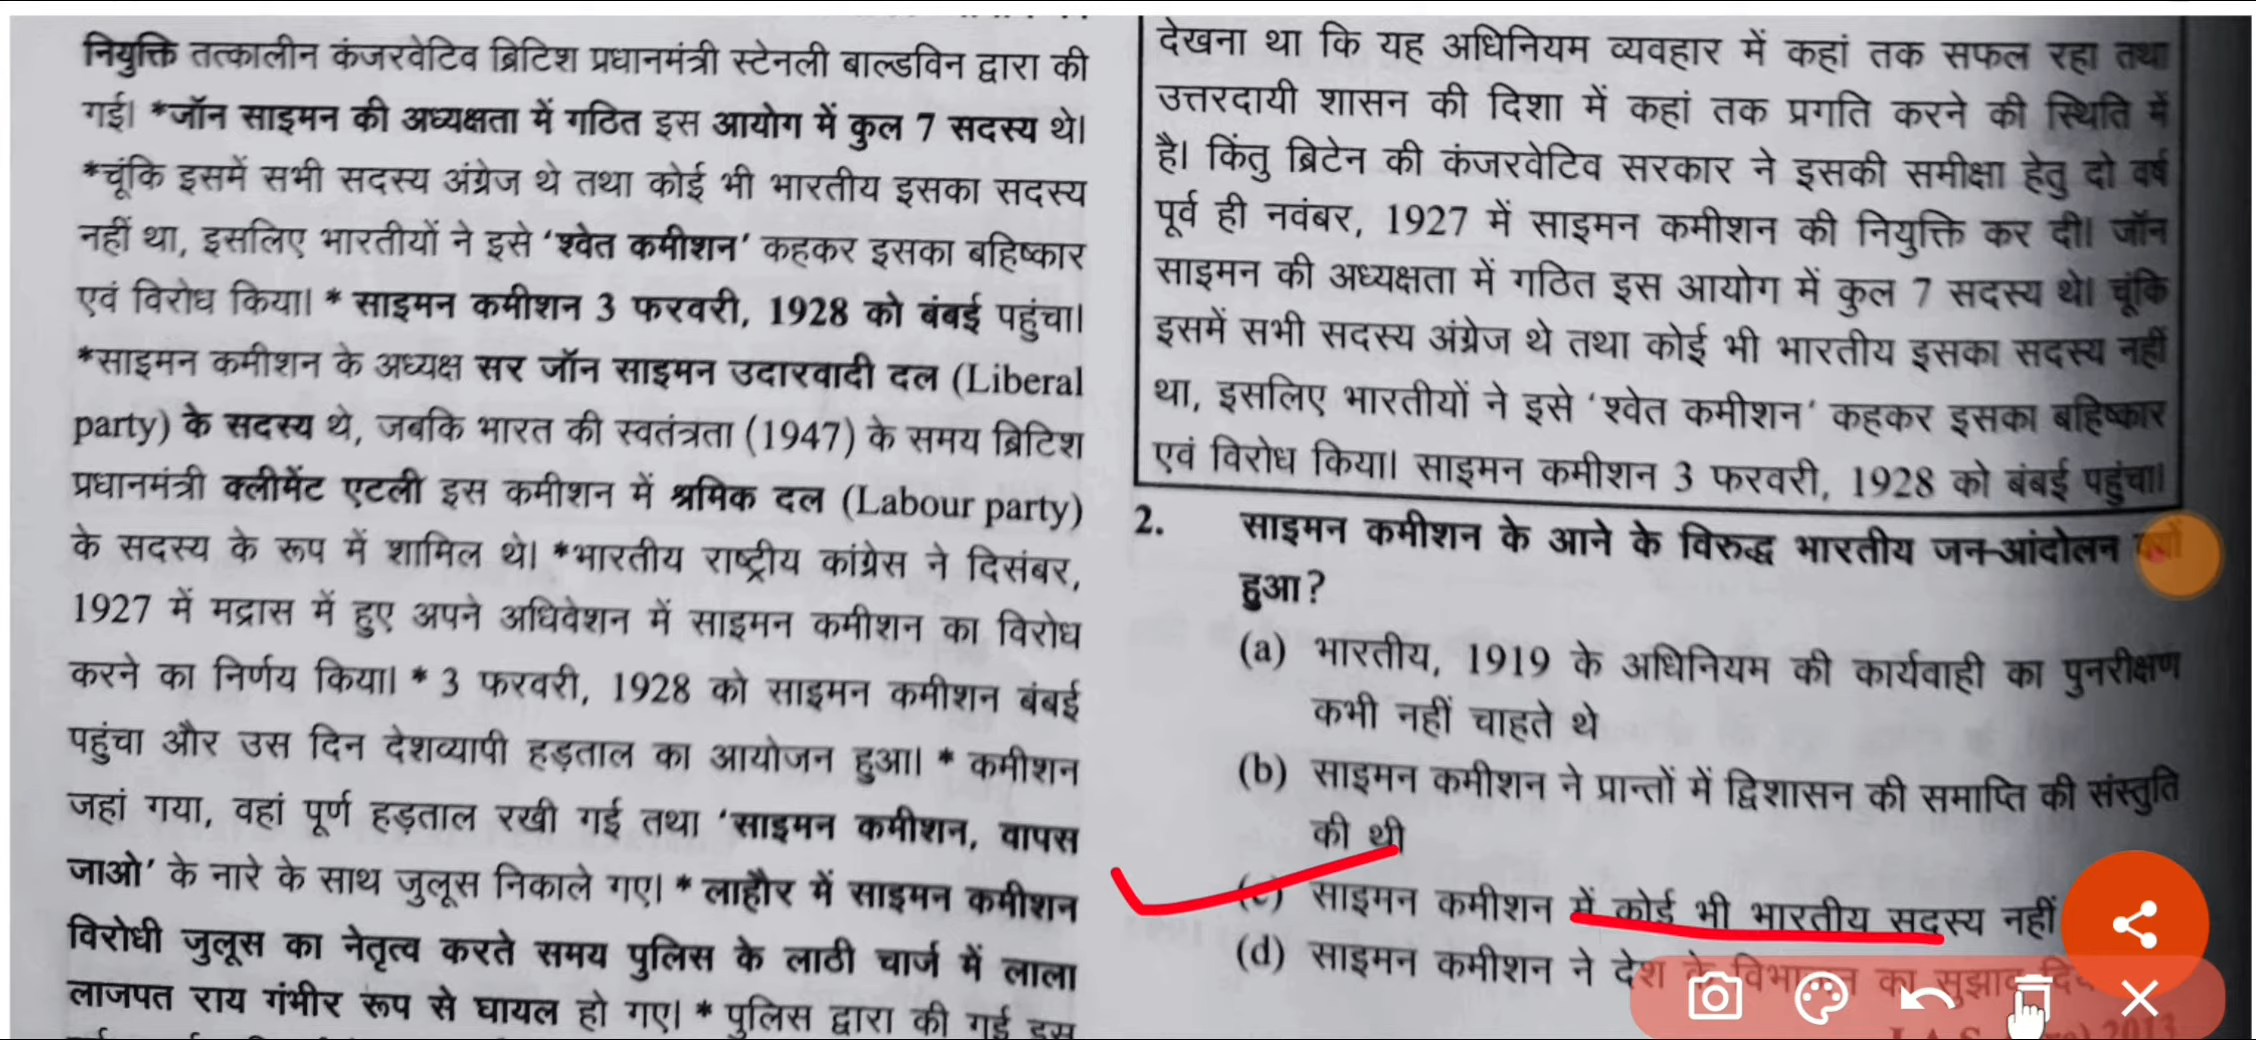 नियुक्ति तत्कालीन कंजरवेटिव ब्रिटिश प्रधानमंत्री स्टेनली बाल्डविन द्वारा की
गई। *जॉन साइमन की अध्यक्षता में गठित इस आयोग में कुल 7 सदस्य थे।
*चूंकि इसमें सभी सदस्य अंग्रेज थे तथा कोई भी भारतीय इसका सदस्य
नहीं था, इसलिए भारतीयों ने इसे ‘श्वेत कमीशन’ कहकर इसका बहिष्कार
एवं विरोध किया। * साइमन कमीशन 3 फरवरी, 1928 को बंबई पहुंचा।
*साइमन कमीशन के अध्यक्ष सर जॉन साइमन उदारवादी दल (Liberal
party) के सदस्य थे, जबकि भारत की स्वतंत्रता (1947) के समय ब्रिटिश
प्रधानमंत्री क्लीमेंट एटली इस कमीशन में श्रमिक दल (Labour party)
के सदस्य के रूप में शामिल थे। *भारतीय राष्ट्रीय कांग्रेस ने दिसंबर,
1927 में मद्रास में हुए अपने अधिवेशन में साइमन कमीशन का विरोध
करने का निर्णय किया। * 3 फरवरी, 1928 को साइमन कमीशन बंबई
पहुंचा और उस दिन देशव्यापी हड़ताल का आयोजन हुआ। * कमीशन
जहां गया, वहां पूर्ण हड़ताल रखी गई तथा ‘साइमन कमीशन, वापस
जाओ’ के नारे के साथ जुलूस निकाले गए। * लाहौर में साइमन कमीशन
विरोधी जुलूस का नेतृत्व करते समय पुलिस के लाठी चार्ज में लाला
लाजपत राय गंभीर रूप से घायल हो गए। * पुलिस द्वारा की गई इस
देखना था कि यह अधिनियम व्यवहार में कहां तक सफल रहा तथा
उत्तरदायी शासन की दिशा में कहां तक प्रगति करने की स्थिति में
है। किंतु ब्रिटेन की कंजरवेटिव सरकार ने इसकी समीक्षा हेतु दो वर्ष
पूर्व ही नवंबर, 1927 में साइमन कमीशन की नियुक्ति कर दी। जॉन
साइमन की अध्यक्षता में गठित इस आयोग में कुल 7 सदस्य थे। चूंकि
इसमें सभी सदस्य अंग्रेज थे तथा कोई भी भारतीय इसका सदस्य नहीं
था, इसलिए भारतीयों ने इसे ‘श्वेत कमीशन’ कहकर इसका बहिष्कार
एवं विरोध किया। साइमन कमीशन 3 फरवरी, 1928 को बंबई पहुंचा।
2. साइमन कमीशन के आने के विरुद्ध भारतीय जन-आंदोलन
हुआ?
(a) भारतीय, 1919 के अधिनियम की कार्यवाही का पुनरीक्षण
कभी नहीं चाहते थे
(b) साइमन कमीशन ने प्रान्तों में द्विशासन की समाप्ति की संस्तुति
की थी
(c) साइमन कमीशन में कोई भी भारतीय सदस्य नहीं
(d) साइमन कमीशन ने देश के विभाजन का सुझाव
2013